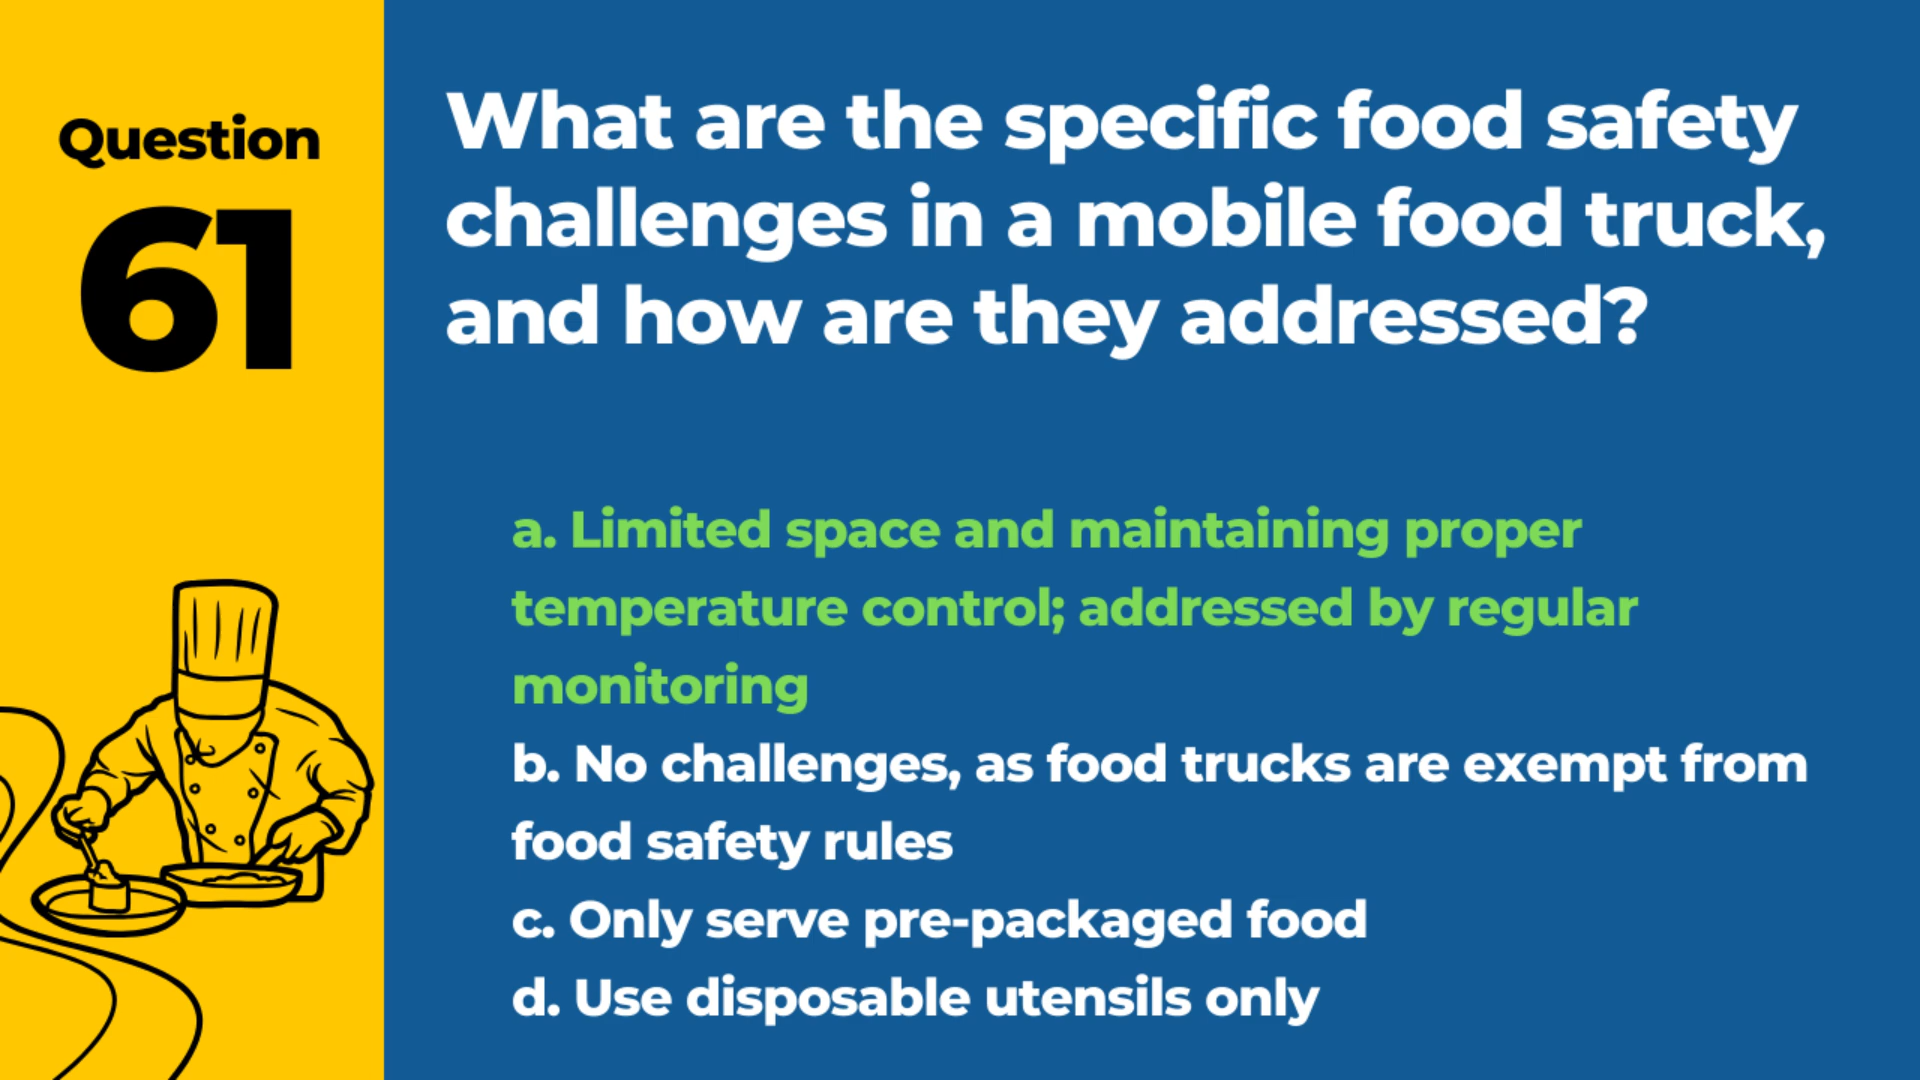 Question
61
What are the specific food safety
challenges in a mobile food truck,
and how are they addressed?
a. Limited space and maintaining proper
temperature control; addressed by regular
monitoring
b. No challenges, as food trucks are exempt from
food safety rules
c. Only serve pre-packaged food
d. Use disposable utensils only